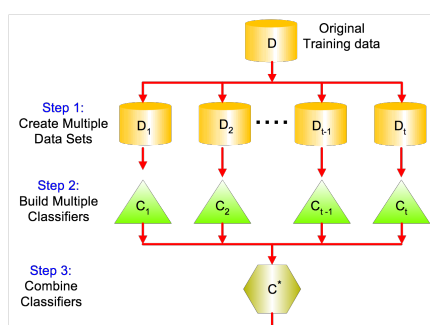 Original
D
Training data
Step 1:
Create Multiple
Data Sets
D1 D2 .... Dt-1 Dt
Step 2:
Build Multiple
Classifiers
C1 C2 Ct-1 Ct
Step 3:
Combine
Classifiers
C*